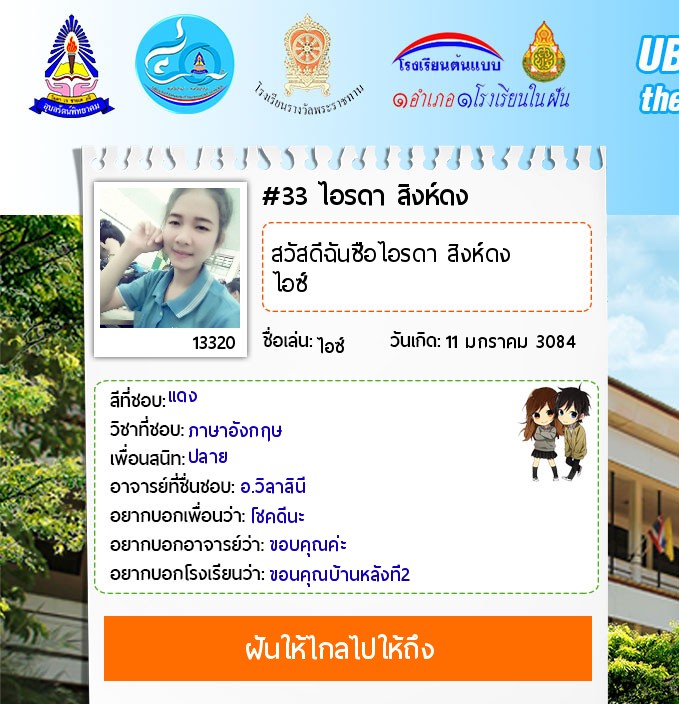 อุบลรัตน์พิทยาคม
โรงเรียนรางวัลพระราชทาน
โรงเรียนต้นแบบ
๑อำเภอ๑โรงเรียนในฝัน
UB
the
#33 ไอรดา สิงห์ดง
สวัสดีฉันชื่อไอรดา สิงห์ดง
ไอซ์
13320
ชื่อเล่น: ไอซ์ วันเกิด: 11 มกราคม 3084
สีที่ชอบ: แดง
วิชาที่ชอบ: ภาษาอังกฤษ
เพื่อนสนิท: ปลาย
อาจารย์ที่ชื่นชอบ: อ.วิลาสินี
อยากบอกเพื่อนว่า: โชคดีนะ
อยากบอกอาจารย์ว่า: ขอบคุณค่ะ
อยากบอกโรงเรียนว่า: ขอนคุณบ้านหลังที่2
ฝันให้ไกลไปให้ถึง